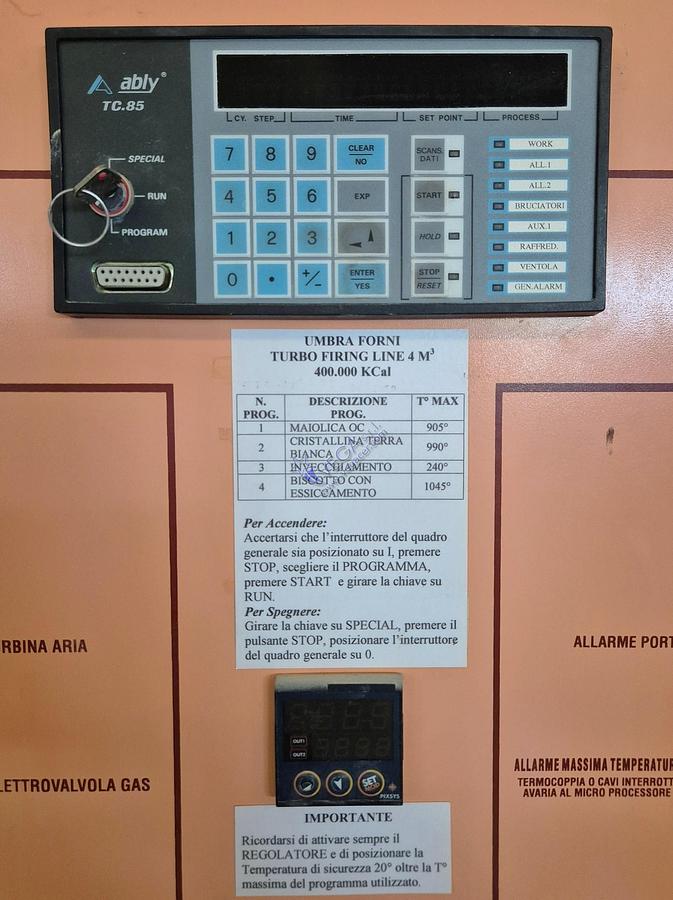 ably®
TC.85
CY. STEP TIME SET POINT PROCESS
SPECIAL
RUN
PROGRAM
7 8 9 CLEAR
NO
4 5 6 EXP
1 2 3
0 • +/- ENTER
YES
SCANS.
DATI
START
HOLD
STOP
RESET
WORK
ALL.1
ALL.2
BRUCIATORI
AUX.1
RAFFRED.
VENTOLA
GEN.ALARM
UMBRA FORNI
TURBO FIRING LINE 4 M³
400.000 KCal
N. PROG. DESCRIZIONE PROG. T° MAX
1 MAIOLICA OC 905°
2 CRISTALLINA TERRA BIANCA 990°
3 INVECCHIAMENTO 240°
4 BISCOTTO CON ESSICCAMENTO 1045°
Per Accendere:
Accertarsi che l'interruttore del quadro
generale sia posizionato su I, premere
STOP, scegliere il PROGRAMMA,
premere START e girare la chiave su
RUN.
Per Spegnere:
Girare la chiave su SPECIAL, premere il
pulsante STOP, posizionare l'interruttore
del quadro generale su 0.
RBINA ARIA
LETTROVALVOLA GAS
ALLARME PORT
ALLARME MASSIMA TEMPERATUR
TERMOCOPPIA O CAVI INTERROTT
AVARIA AL MICRO PROCESSORE
OUT1
OUT2
SET
PIXSYS
IMPORTANTE
Ricordarsi di attivare sempre il
REGOLATORE e di posizionare la
Temperatura di sicurezza 20° oltre la T°
massima del programma utilizzato.